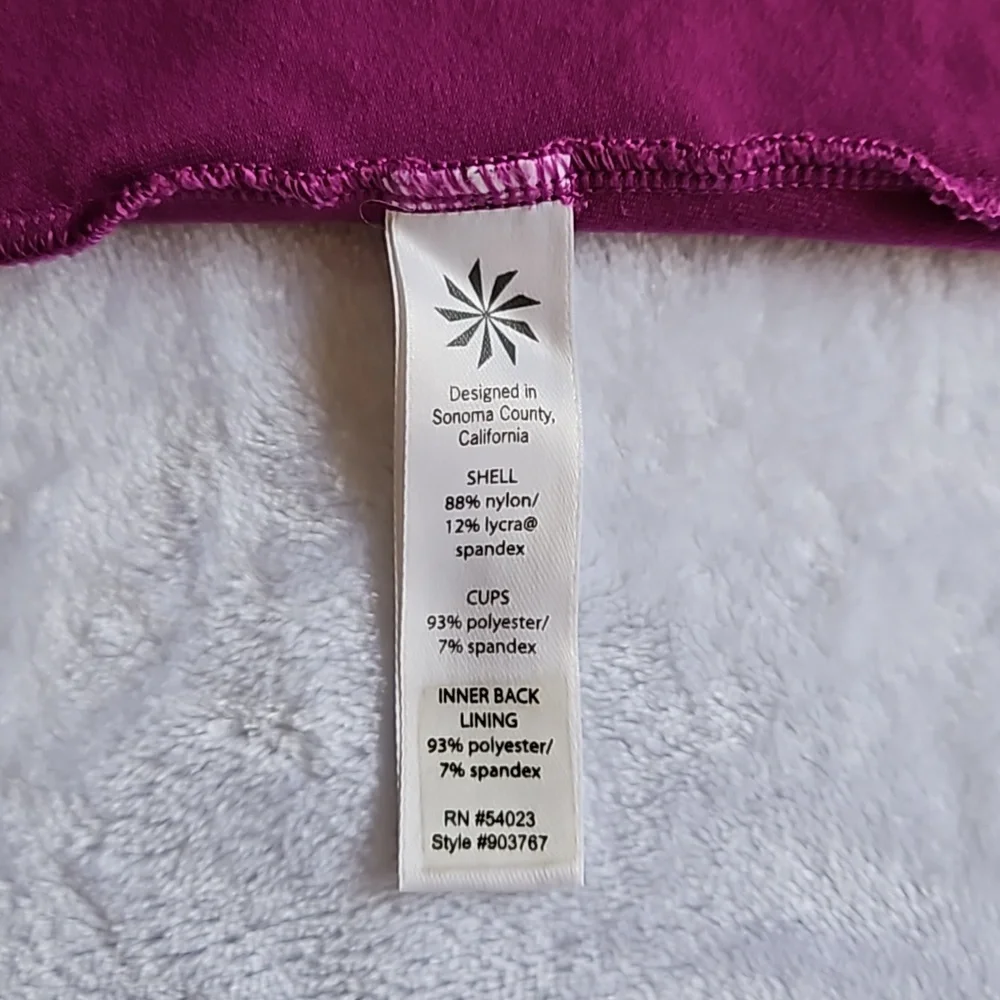 Designed in
Sonoma County,
California
SHELL
88% nylon/
12% lycra@
spandex
CUPS
93% polyester/
7% spandex
INNER BACK
LINING
93% polyester/
7% spandex
RN #54023
Style #903767